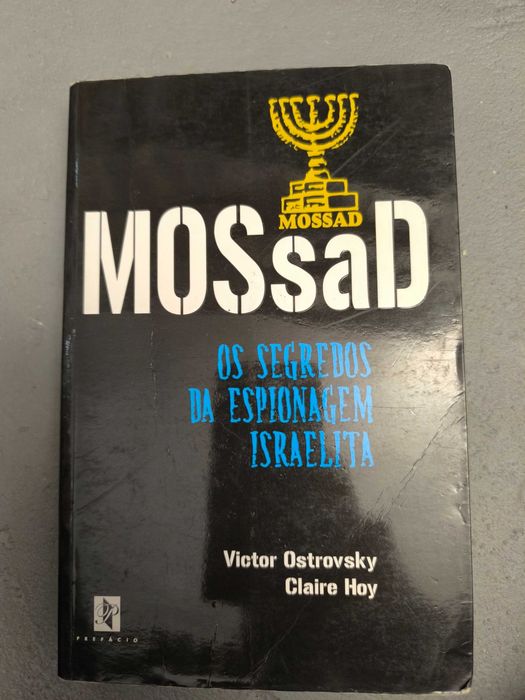 MOSSAD
MOSsaD
OS SEGREDOS
DA ESPIONAGEM
ISRAELITA
Victor Ostrovsky
Claire Hoy
P
PREFÁCIO